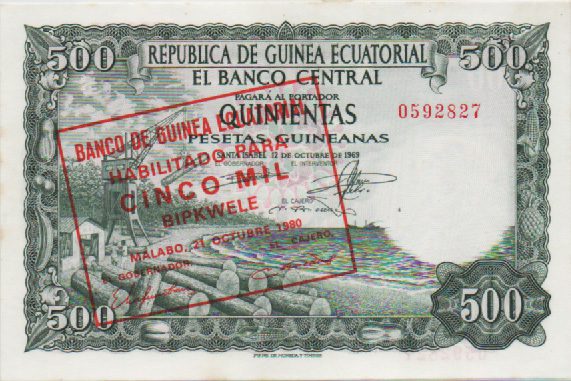 500 500
REPUBLICA DE GUINEA ECUATORIAL
EL BANCO CENTRAL
PAGARÁ AL PORTADOR
QUINIENTAS
0592827
PESETAS GUINEANAS
SANTA ISABEL 12 DE OCTUBRE DE 1969
EL GOBERNADOR EL INTERVENTOR
EL CAJERO
BANCO DE GUINEA ECUATORIAL
HABILITADO PARA
CINCO MIL
BIPKWELE
MALABO, 21 OCTUBRE 1980
EL GOBERNADOR EL CAJERO
500 500